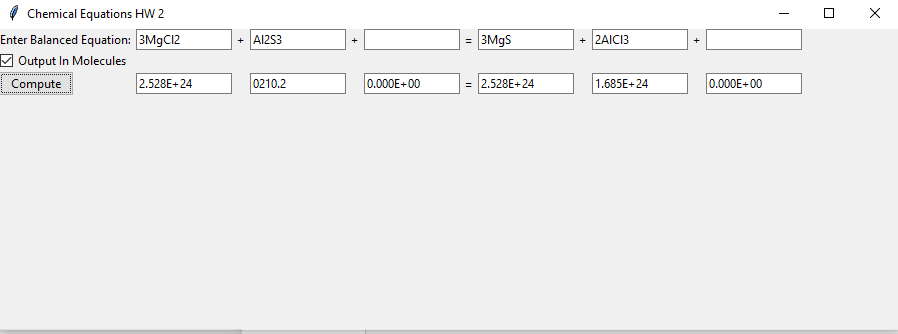 Chemical Equations HW 2
Enter Balanced Equation: 3MgCl2 + Al2S3 + = 3MgS + 2AlCl3 +
Output In Molecules
Compute 2.528E+24 0210.2 0.000E+00 = 2.528E+24 1.685E+24 0.000E+00